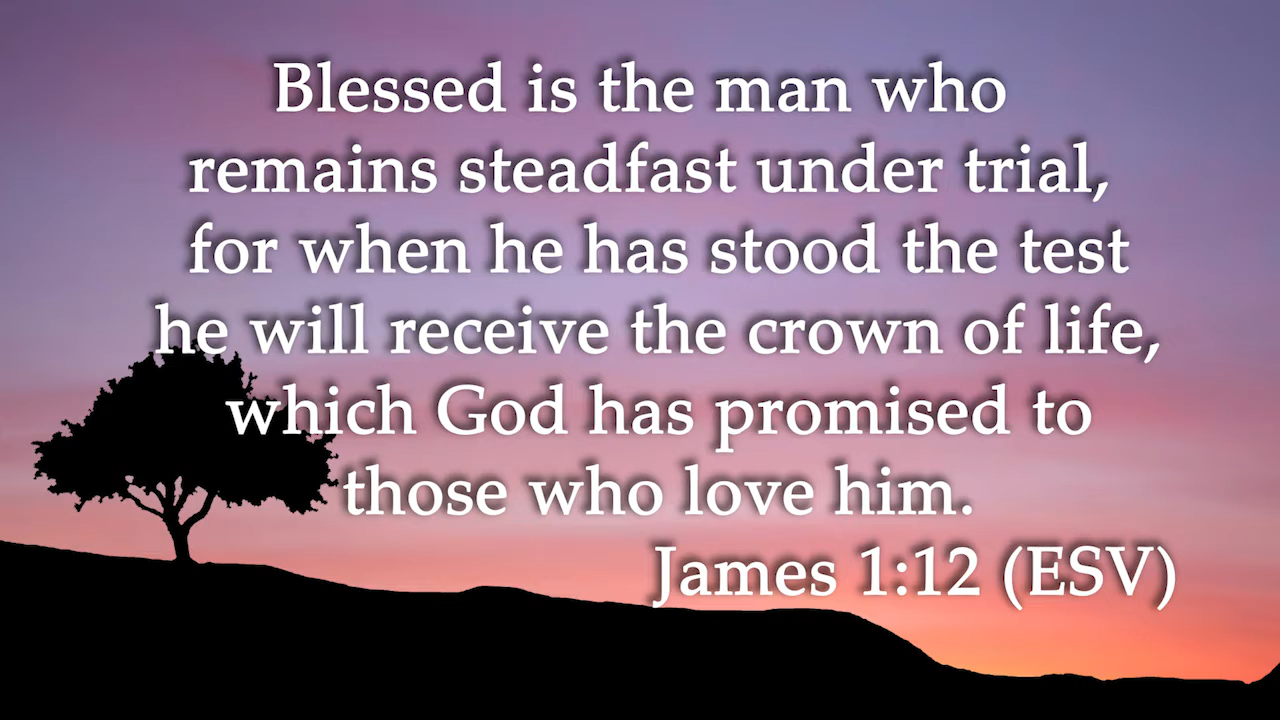 Blessed is the man who
remains steadfast under trial,
for when he has stood the test
he will receive the crown of life,
which God has promised to
those who love him.
James 1:12 (ESV)